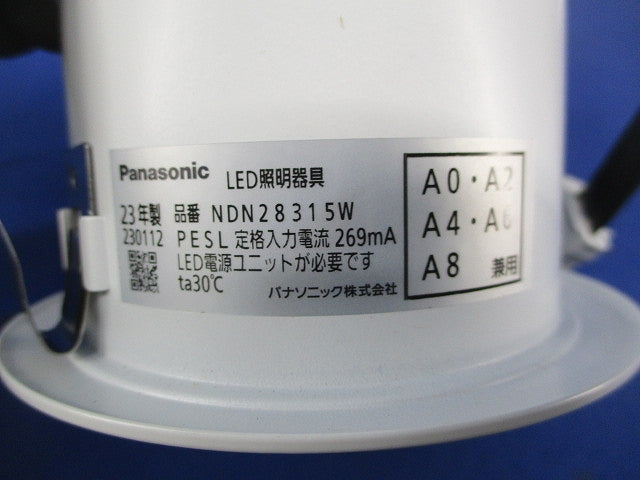 Panasonic LED照明器具
23年製 品番 NDN28315W
230112 PESL 定格入力電流 269mA
LED電源ユニットが必要です
ta30℃ パナソニック株式会社
A0・A2
A4・A6
A8 兼用